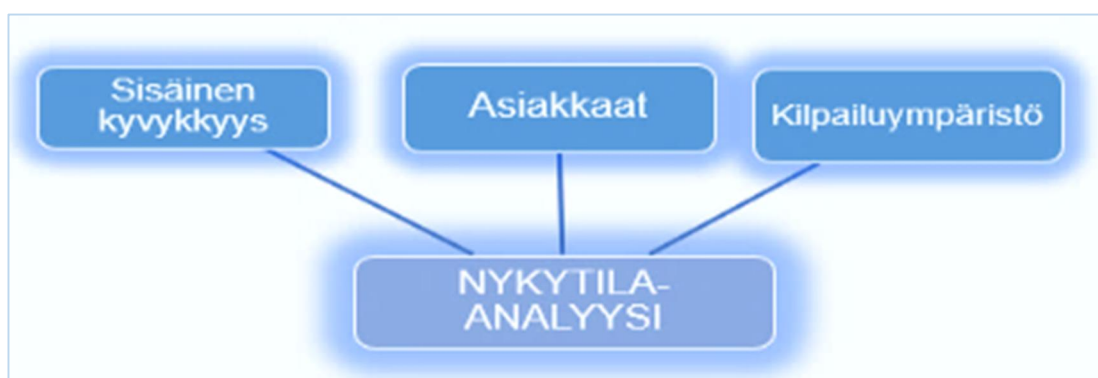 Sisäinen
kyvykkyys
Asiakkaat
Kilpailuympäristö
NYKYTILA-
ANALYYSI